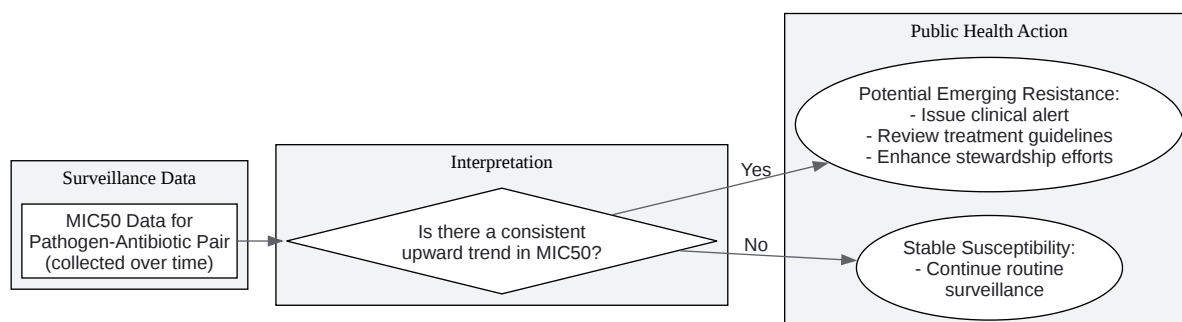 Surveillance Data
MIC50 Data for
Pathogen-Antibiotic Pair
(collected over time)
Interpretation
Is there a consistent
upward trend in MIC50?
Yes
No
Public Health Action
Potential Emerging Resistance:
- Issue clinical alert
- Review treatment guidelines
- Enhance stewardship efforts
Stable Susceptibility:
- Continue routine
surveillance